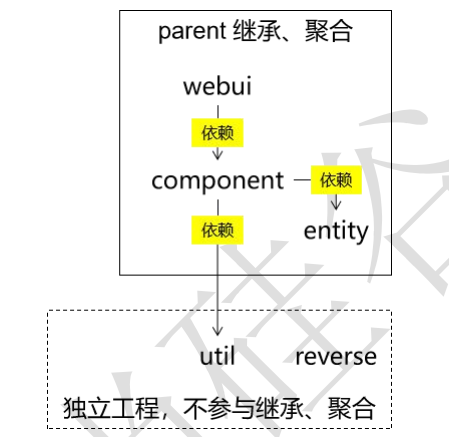 parent 继承、聚合
webui
依赖
component
依赖
依赖
entity
util
reverse
独立工程，不参与继承、聚合